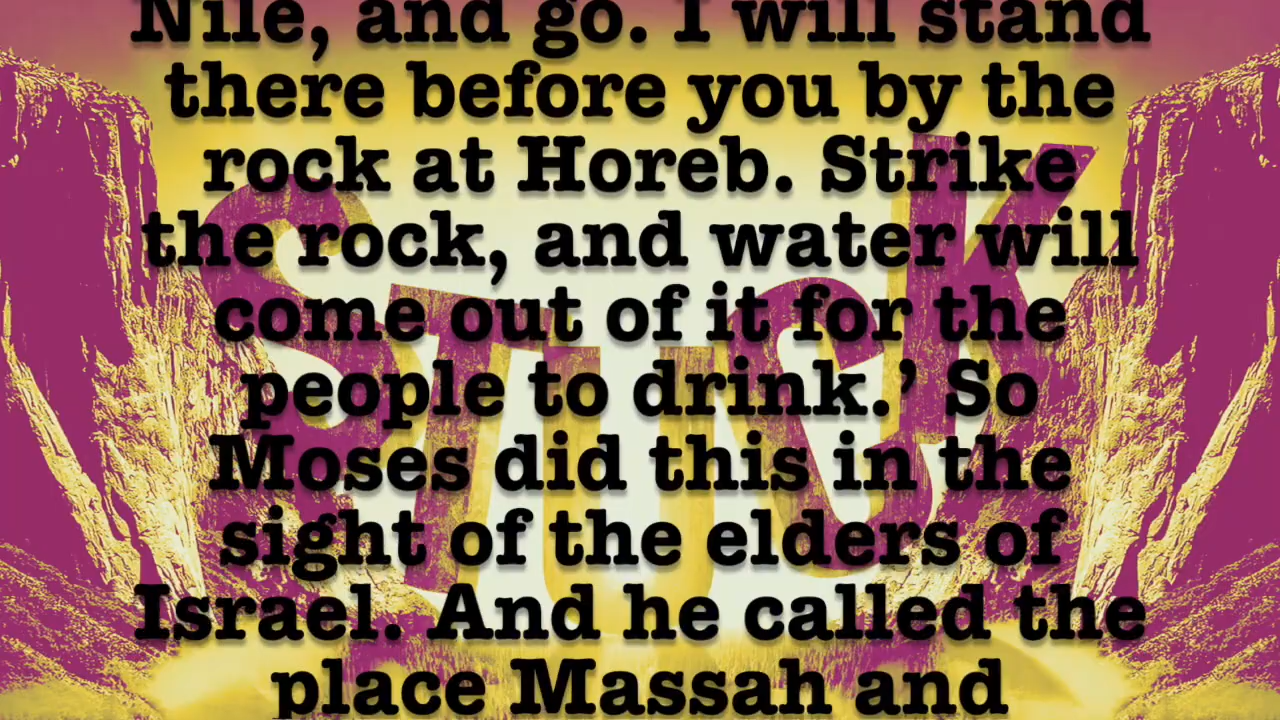 Nile, and go. I will stand
there before you by the
rock at Horeb. Strike
the rock, and water will
come out of it for the
people to drink.’ So
Moses did this in the
sight of the elders of
Israel. And he called the
place Massah and
STUCK